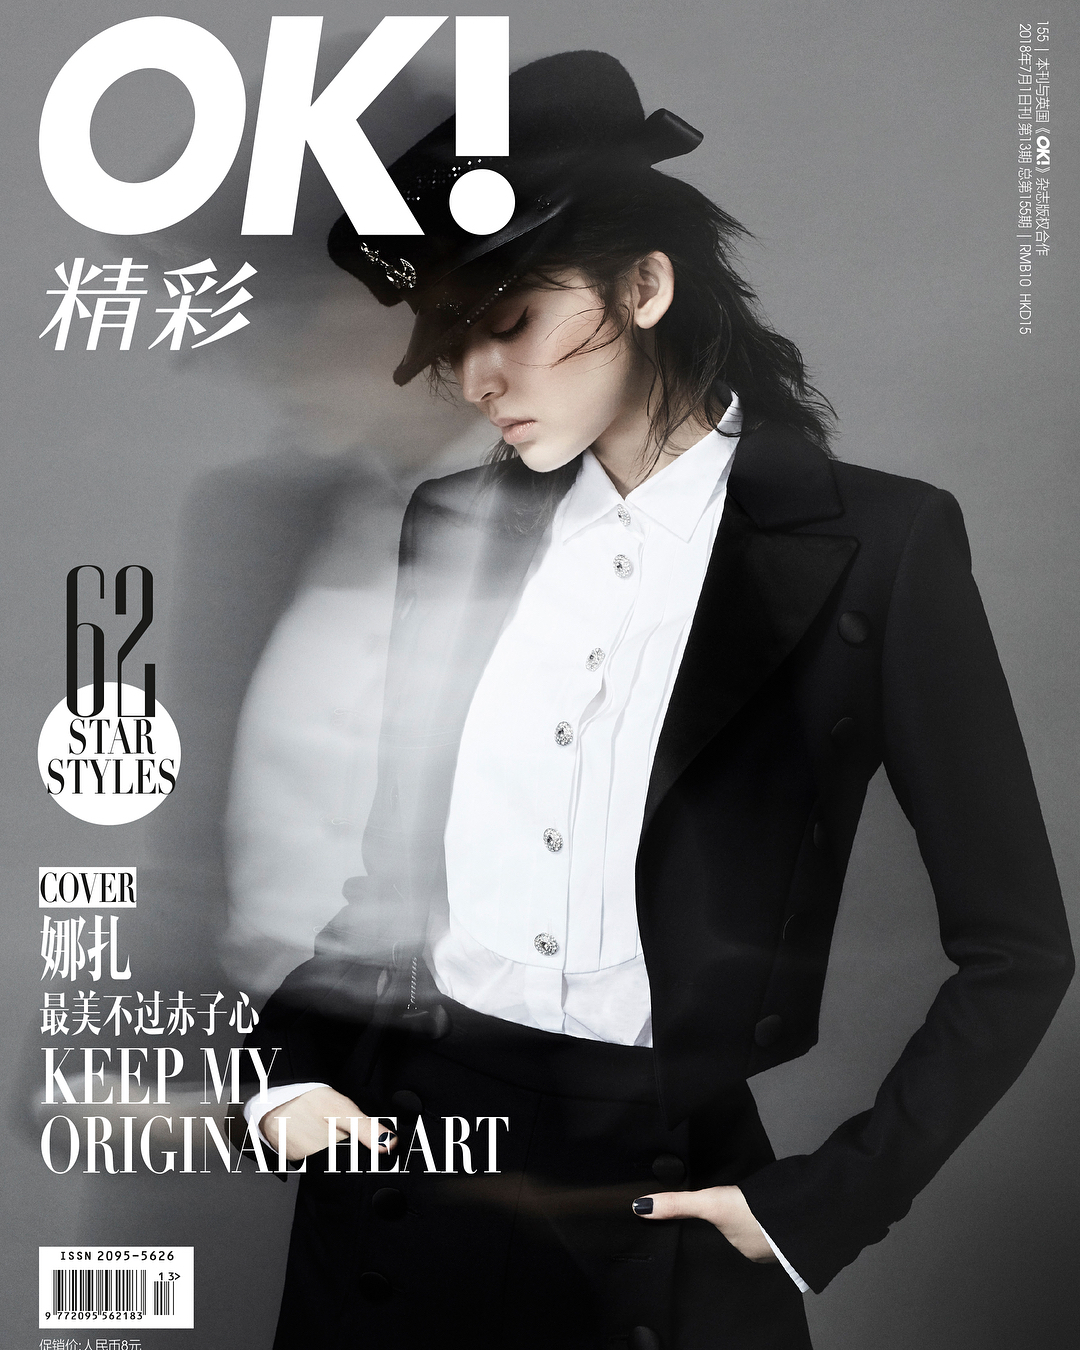 OK!
精彩
155 | 本刊与英国《OK!》杂志版权合作
2018年7月1日刊 第13期 总第155期 | RMB10 HKD15
62
STAR
STYLES
COVER
娜扎
最美不过赤子心
KEEP MY
ORIGINAL HEART
ISSN 2095-5626
13>
9 772095 562183
促销价:人民币8元